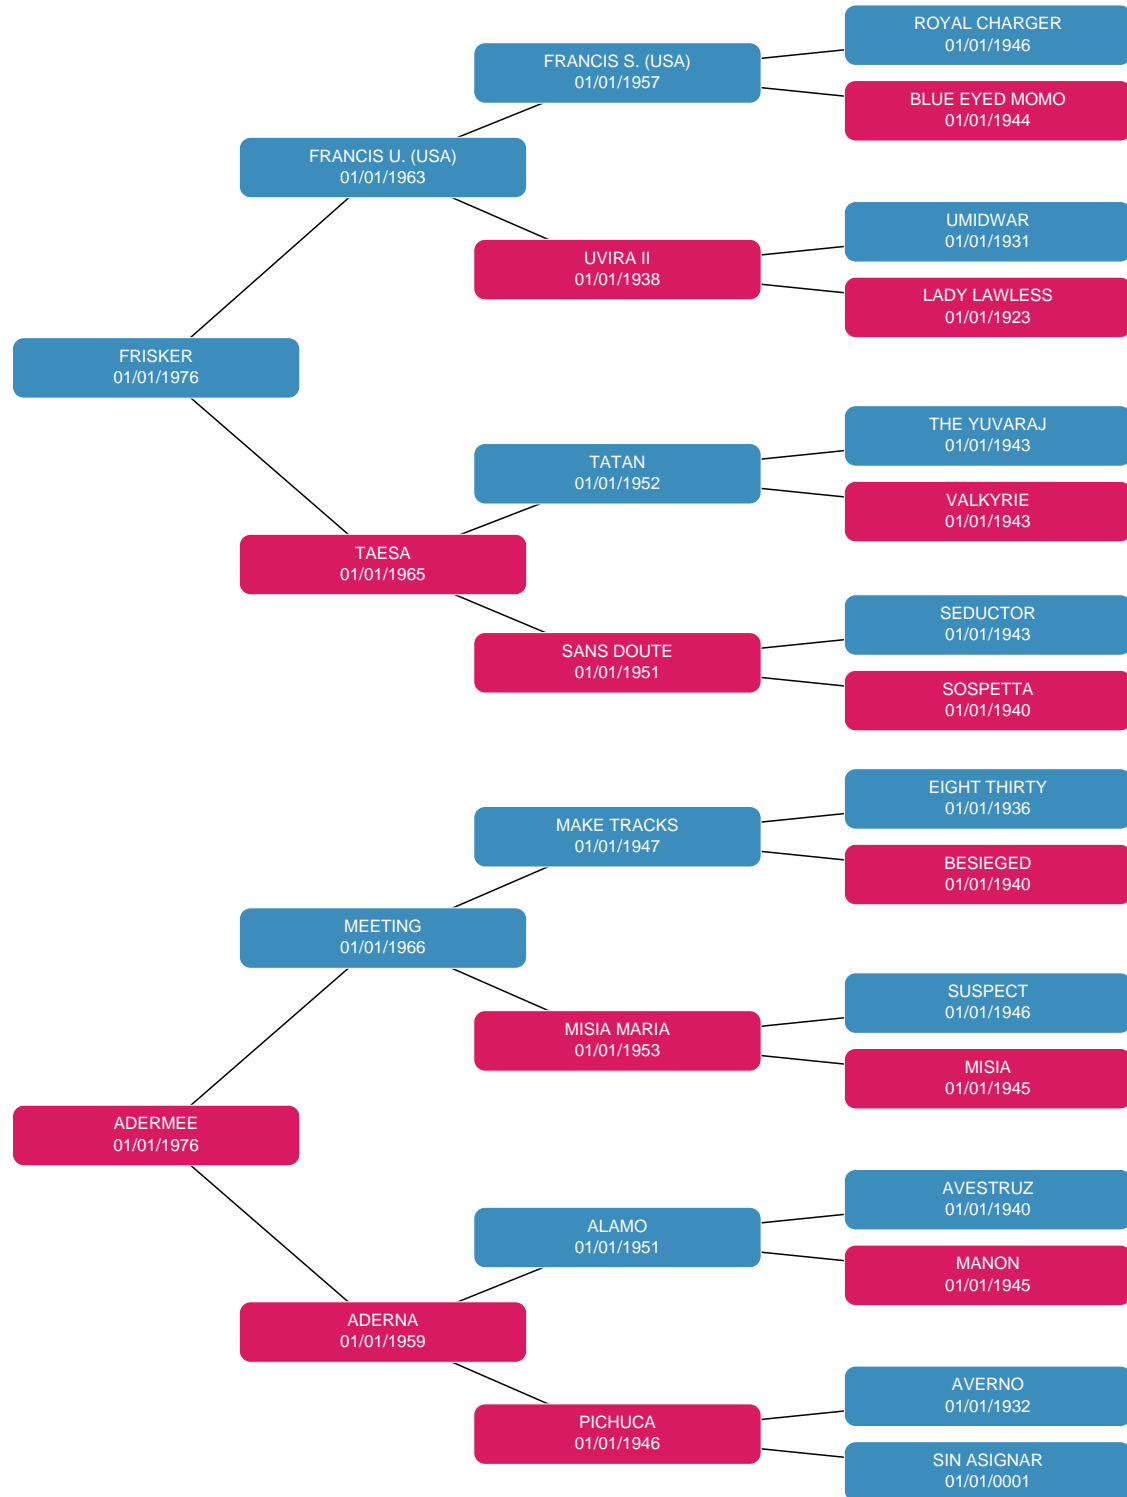 ROYAL CHARGER
01/01/1946
FRANCIS S. (USA)
01/01/1957
BLUE EYED MOMO
01/01/1944
FRANCIS U. (USA)
01/01/1963
UMIDWAR
01/01/1931
UVIRA II
01/01/1938
LADY LAWLESS
01/01/1923
FRISKER
01/01/1976
THE YUVARAJ
01/01/1943
TATAN
01/01/1952
VALKYRIE
01/01/1943
TAESA
01/01/1965
SEDUCTOR
01/01/1943
SANS DOUTE
01/01/1951
SOSPETTA
01/01/1940
EIGHT THIRTY
01/01/1936
MAKE TRACKS
01/01/1947
BESIEGED
01/01/1940
MEETING
01/01/1966
SUSPECT
01/01/1946
MISIA MARIA
01/01/1953
MISIA
01/01/1945
ADERMEE
01/01/1976
AVESTRUZ
01/01/1940
ALAMO
01/01/1951
MANON
01/01/1945
ADERNA
01/01/1959
AVERNO
01/01/1932
PICHUCA
01/01/1946
SIN ASIGNAR
01/01/0001